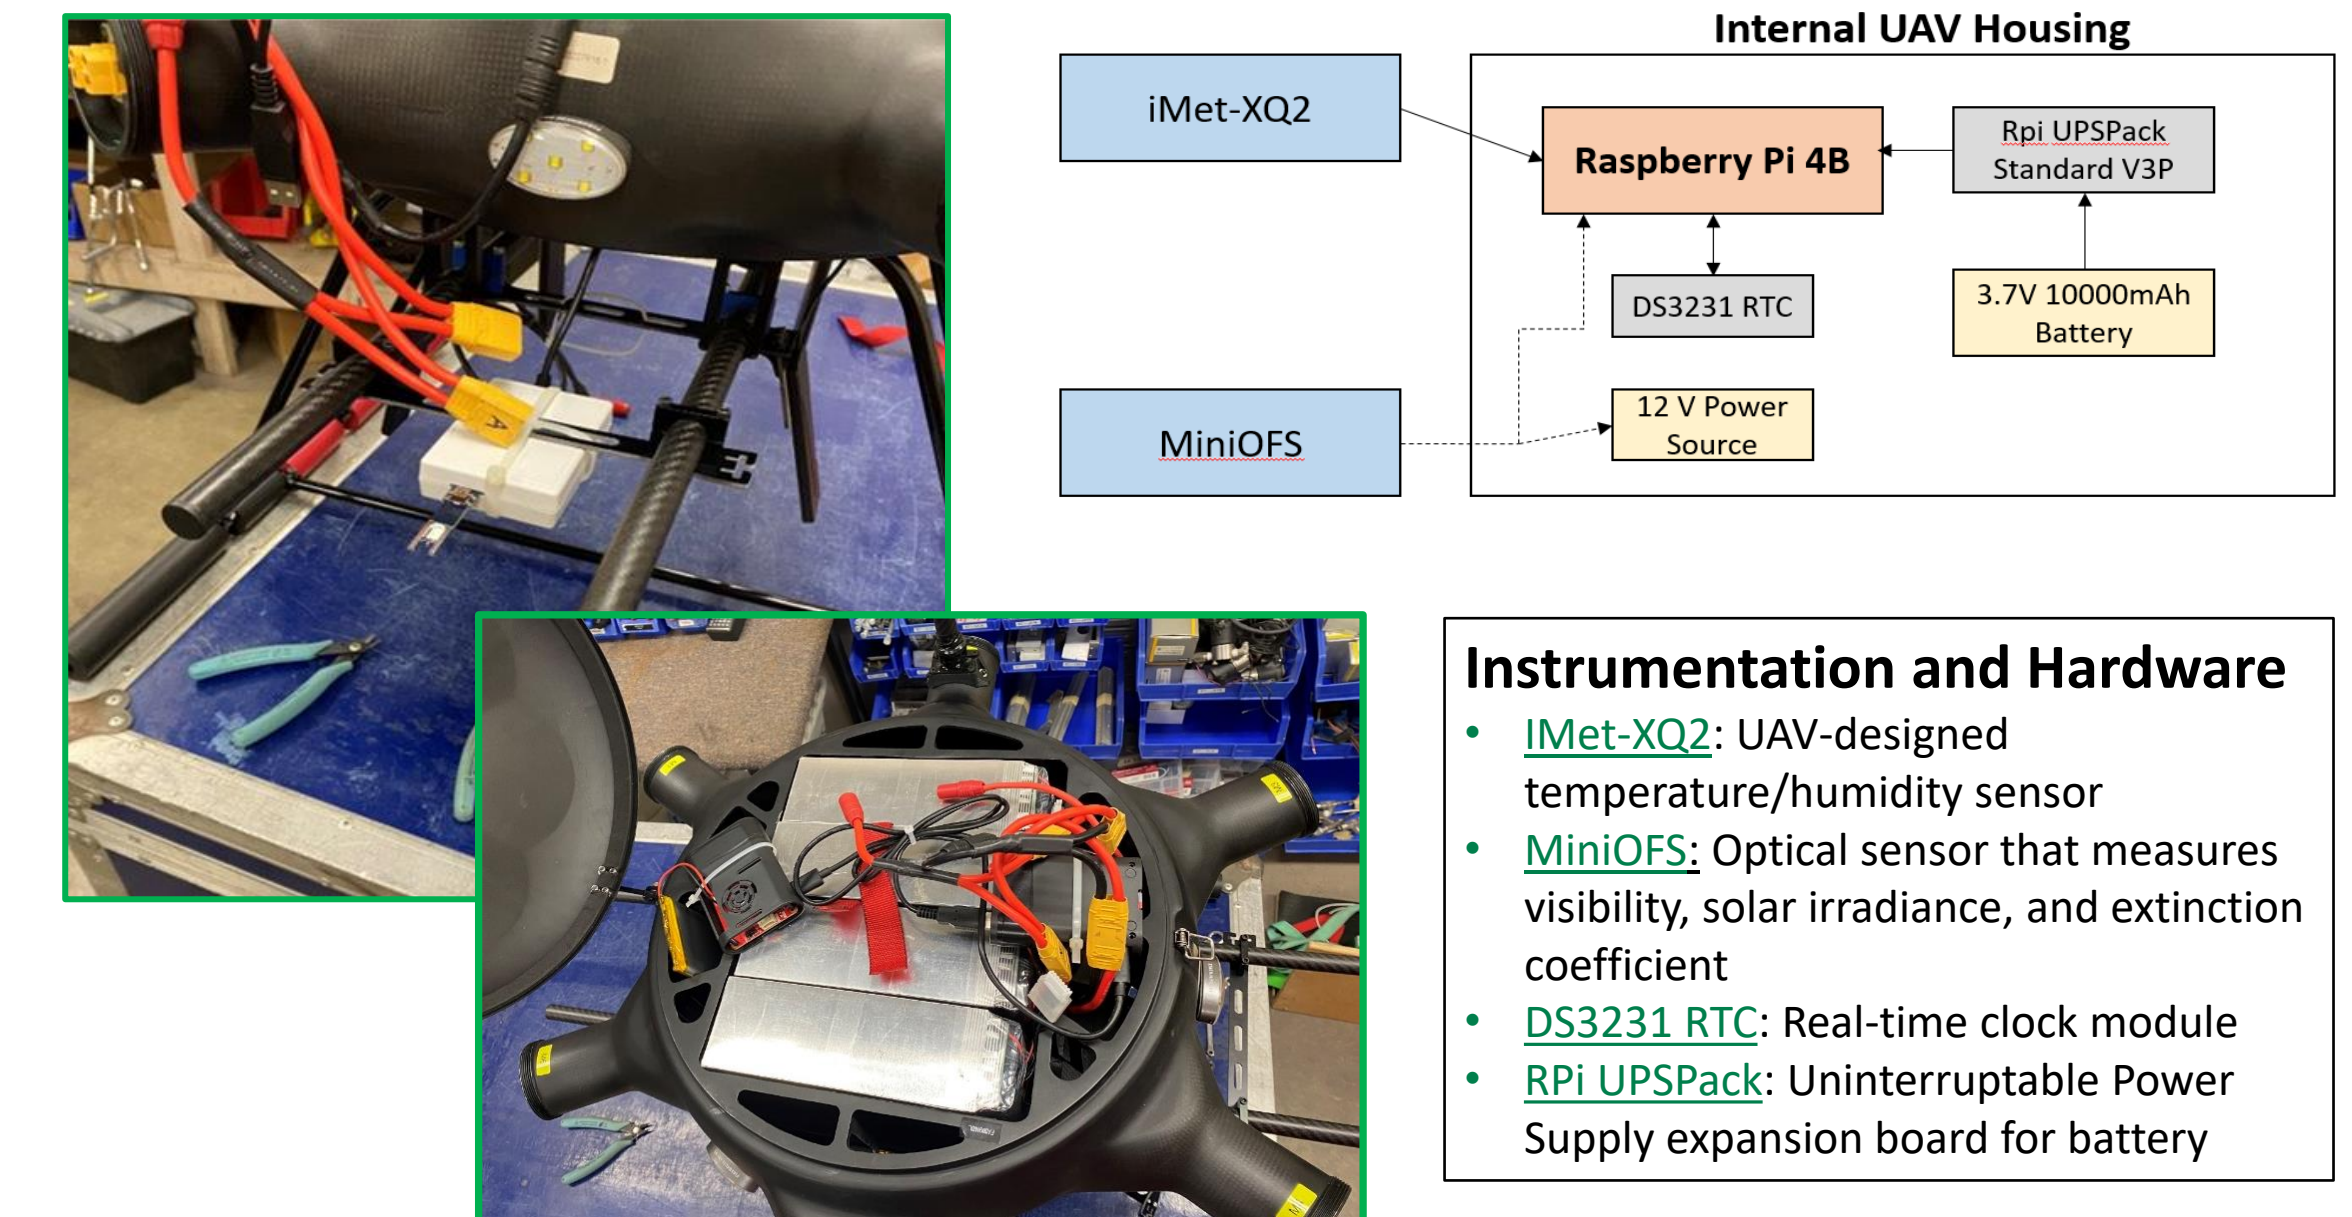 Internal UAV Housing
iMet-XQ2
Raspberry Pi 4B
Rpi UPSPack
Standard V3P
DS3231 RTC
3.7V 10000mAh
Battery
MiniOFS
12 V Power
Source
A
Instrumentation and Hardware
• IMet-XQ2: UAV-designed
temperature/humidity sensor
• MiniOFS: Optical sensor that measures
visibility, solar irradiance, and extinction
coefficient
• DS3231 RTC: Real-time clock module
• RPi UPSPack: Uninterruptable Power
Supply expansion board for battery